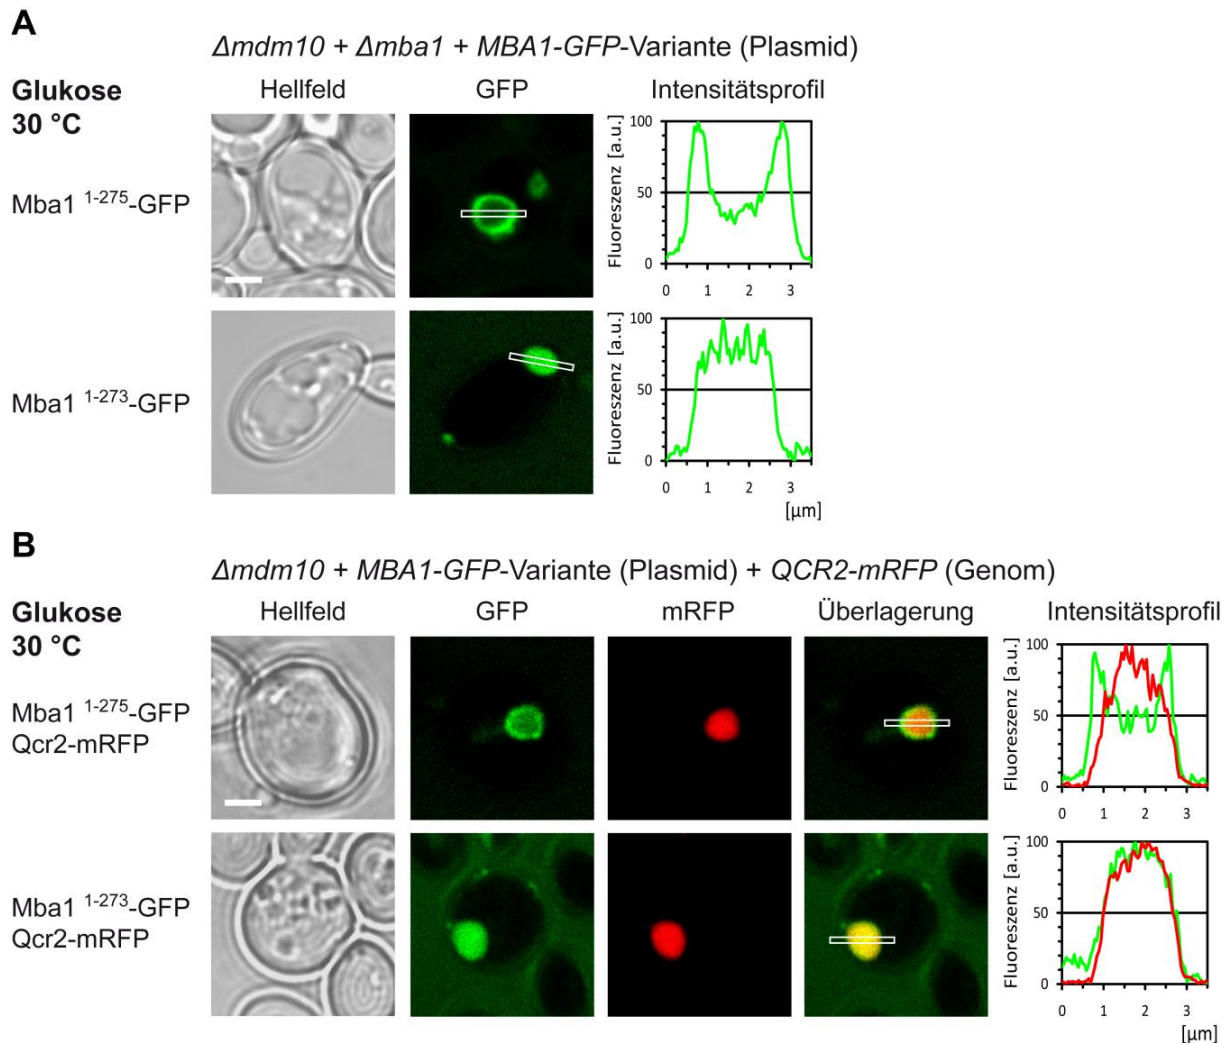 A
Δmdm10 + Δmba1 + MBA1-GFP-Variante (Plasmid)
Glukose
30 °C
Hellfeld
GFP
Intensitätsprofil
Mba1 1-275-GFP
Fluoreszenz [a.u.]
100
50
0
0 1 2 3
Mba1 1-273-GFP
Fluoreszenz [a.u.]
100
50
0
0 1 2 3
[µm]
B
Δmdm10 + MBA1-GFP-Variante (Plasmid) + QCR2-mRFP (Genom)
Glukose
30 °C
Hellfeld
GFP
mRFP
Überlagerung
Intensitätsprofil
Mba1 1-275-GFP
Qcr2-mRFP
Fluoreszenz [a.u.]
100
50
0
0 1 2 3
Mba1 1-273-GFP
Qcr2-mRFP
Fluoreszenz [a.u.]
100
50
0
0 1 2 3
[µm]